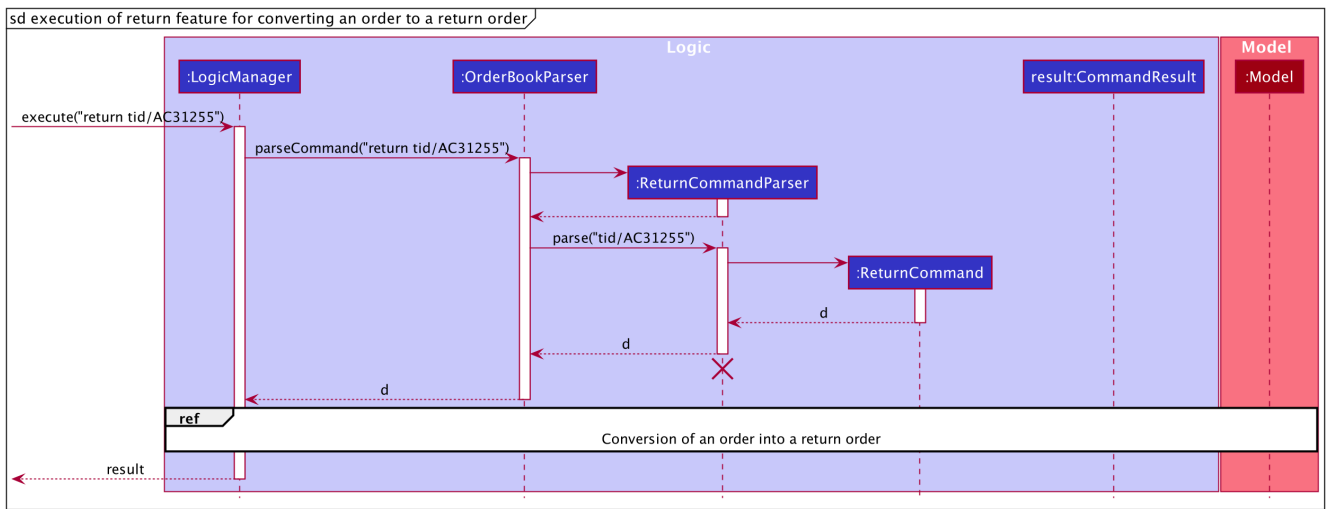 sd execution of return feature for converting an order to a return order
Logic
Model
:LogicManager
:OrderBookParser
result:CommandResult
:Model
execute("return tid/AC31255")
parseCommand("return tid/AC31255")
:ReturnCommandParser
parse("tid/AC31255")
:ReturnCommand
d
d
d
ref
Conversion of an order into a return order
result